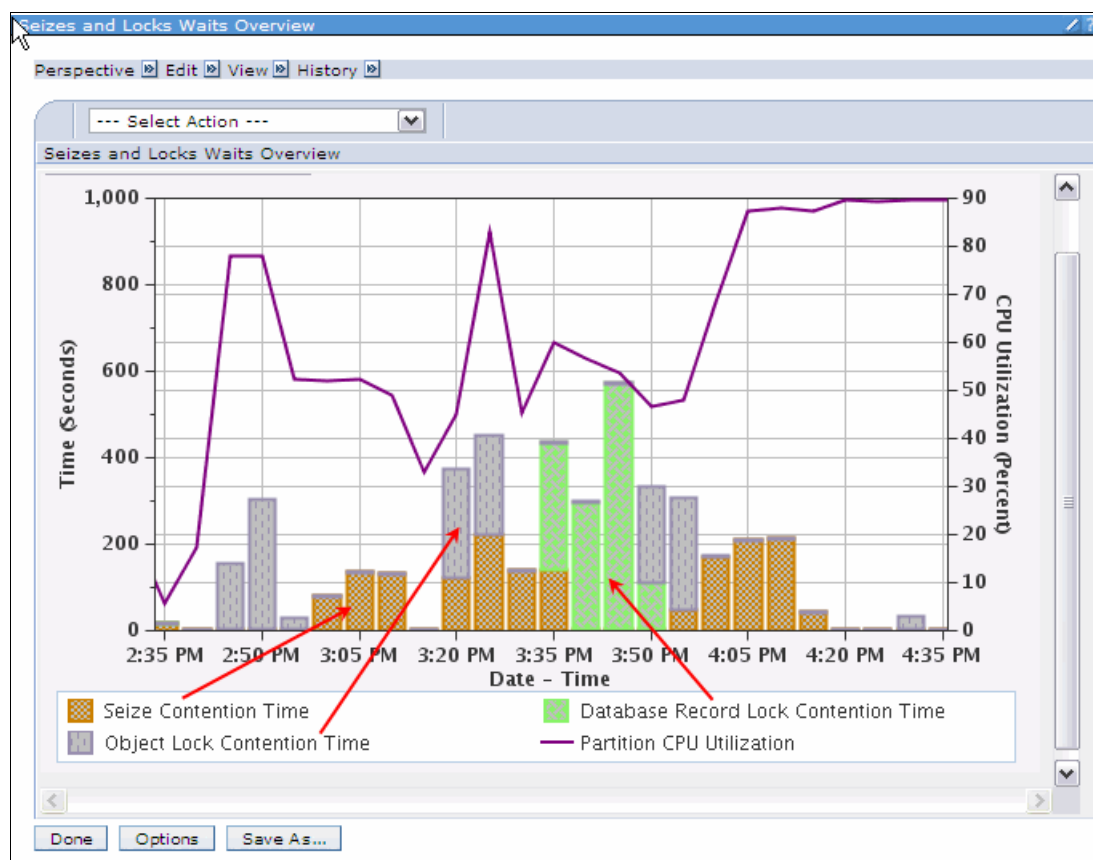 Seizes and Locks Waits Overview
?
Perspective Edit View History
--- Select Action ---
Seizes and Locks Waits Overview
Time (Seconds)
1,000
800
600
400
200
0
90
80
70
60
50
40
30
20
10
0
CPU Utilization (Percent)
2:35 PM 2:50 PM 3:05 PM 3:20 PM 3:35 PM 3:50 PM 4:05 PM 4:20 PM 4:35 PM
Date - Time
Seize Contention Time
Database Record Lock Contention Time
Object Lock Contention Time
Partition CPU Utilization
Done Options Save As...